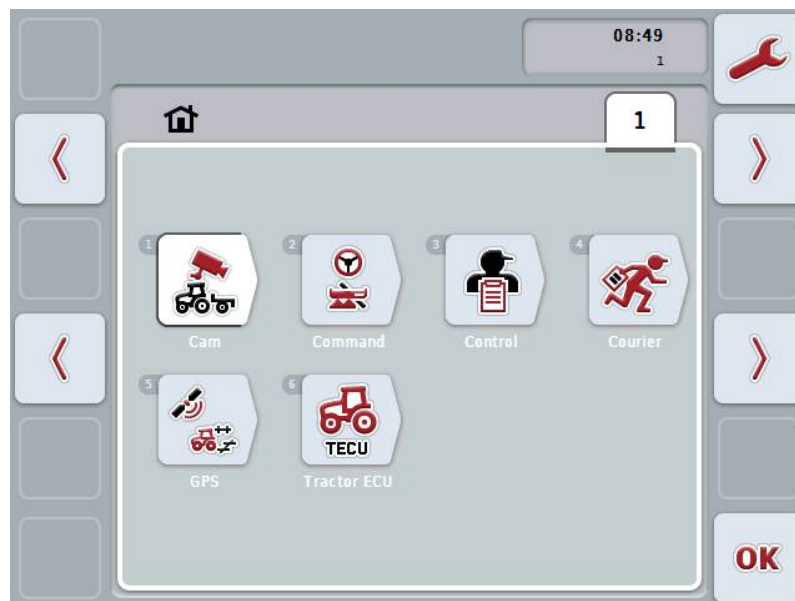 08:49
1
1
1
2
3
4
Cam
Command
Control
Courier
5
6
TECU
GPS
Tractor ECU
OK